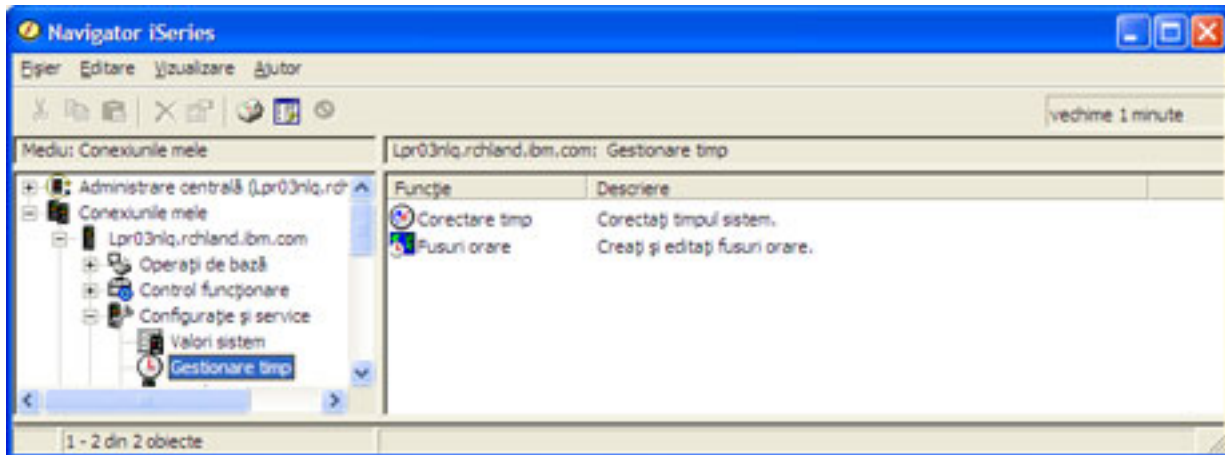 Navigator iSeries
Fişier Editare Vizualizare Ajutor
vechime 1 minute
Mediu: Conexiunile mele
Lpr03nlq.rchland.ibm.com: Gestionare timp
Administrare centrală (Lpr03nlq.rch
Conexiunile mele
Lpr03nlq.rchland.ibm.com
Operaţii de bază
Control funcţionare
Configuraţie şi service
Valori sistem
Gestionare timp
Funcţie Descriere
Corectare timp Corectaţi timpul sistem.
Fusuri orare Creaţi şi editaţi fusuri orare.
1 - 2 din 2 obiecte